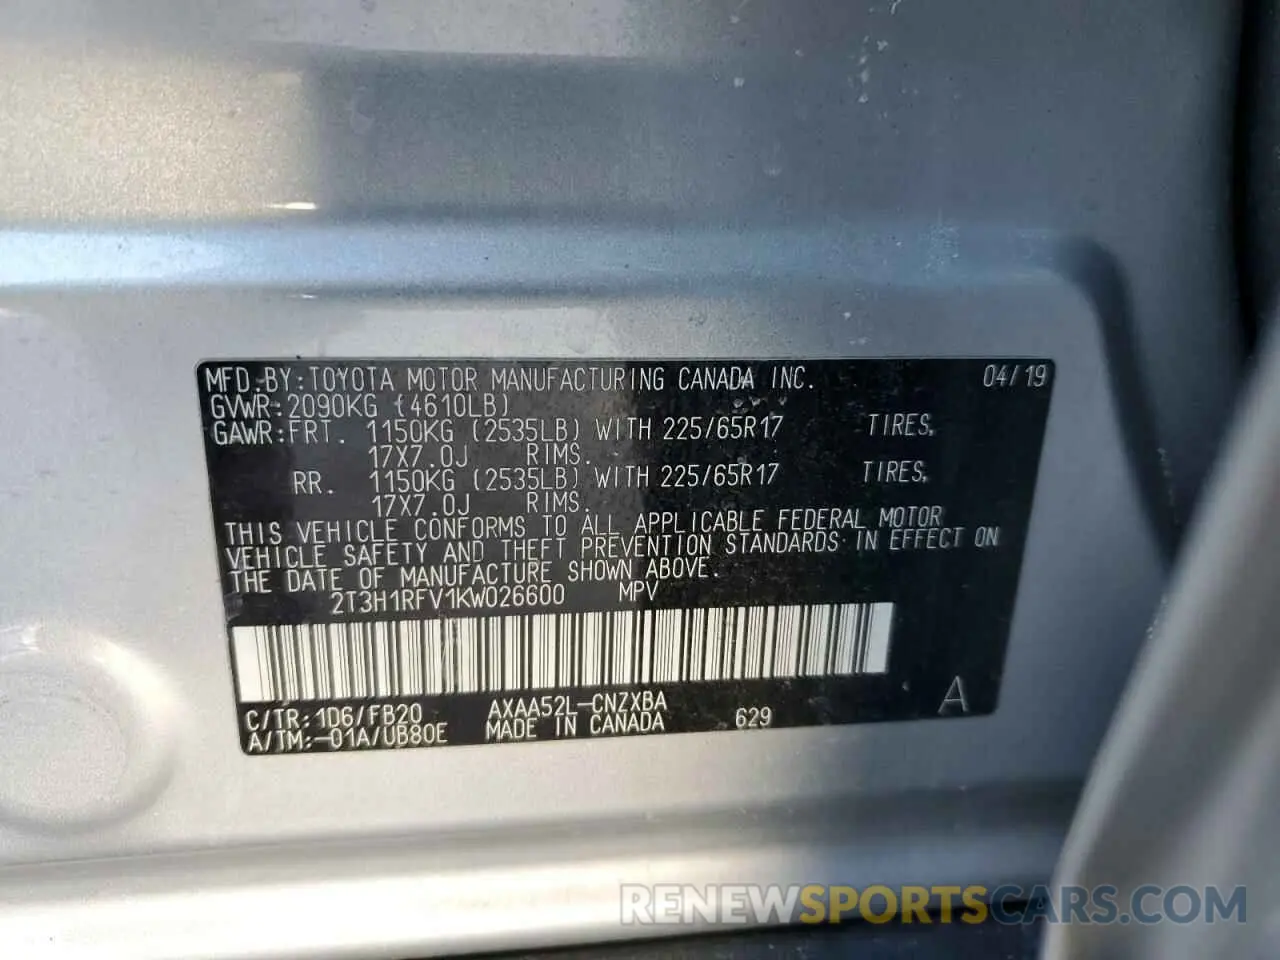 MFD.BY:TOYOTA MOTOR MANUFACTURING CANADA INC. 04/19
GVWR:2090KG (4610LB)
GAWR:FRT. 1150KG (2535LB) WITH 225/65R17 TIRES,
17X7.0J RIMS.
RR. 1150KG (2535LB) WITH 225/65R17 TIRES,
17X7.0J RIMS.
THIS VEHICLE CONFORMS TO ALL APPLICABLE FEDERAL MOTOR
VEHICLE SAFETY AND THEFT PREVENTION STANDARDS IN EFFECT ON
THE DATE OF MANUFACTURE SHOWN ABOVE.
2T3H1RFV1KW026600 MPV
C/TR:1D6/FB20 AXAA52L-CNZXBA A
A/TM:-01A/UB80E MADE IN CANADA 629
RENEWSPORTSCARS.COM